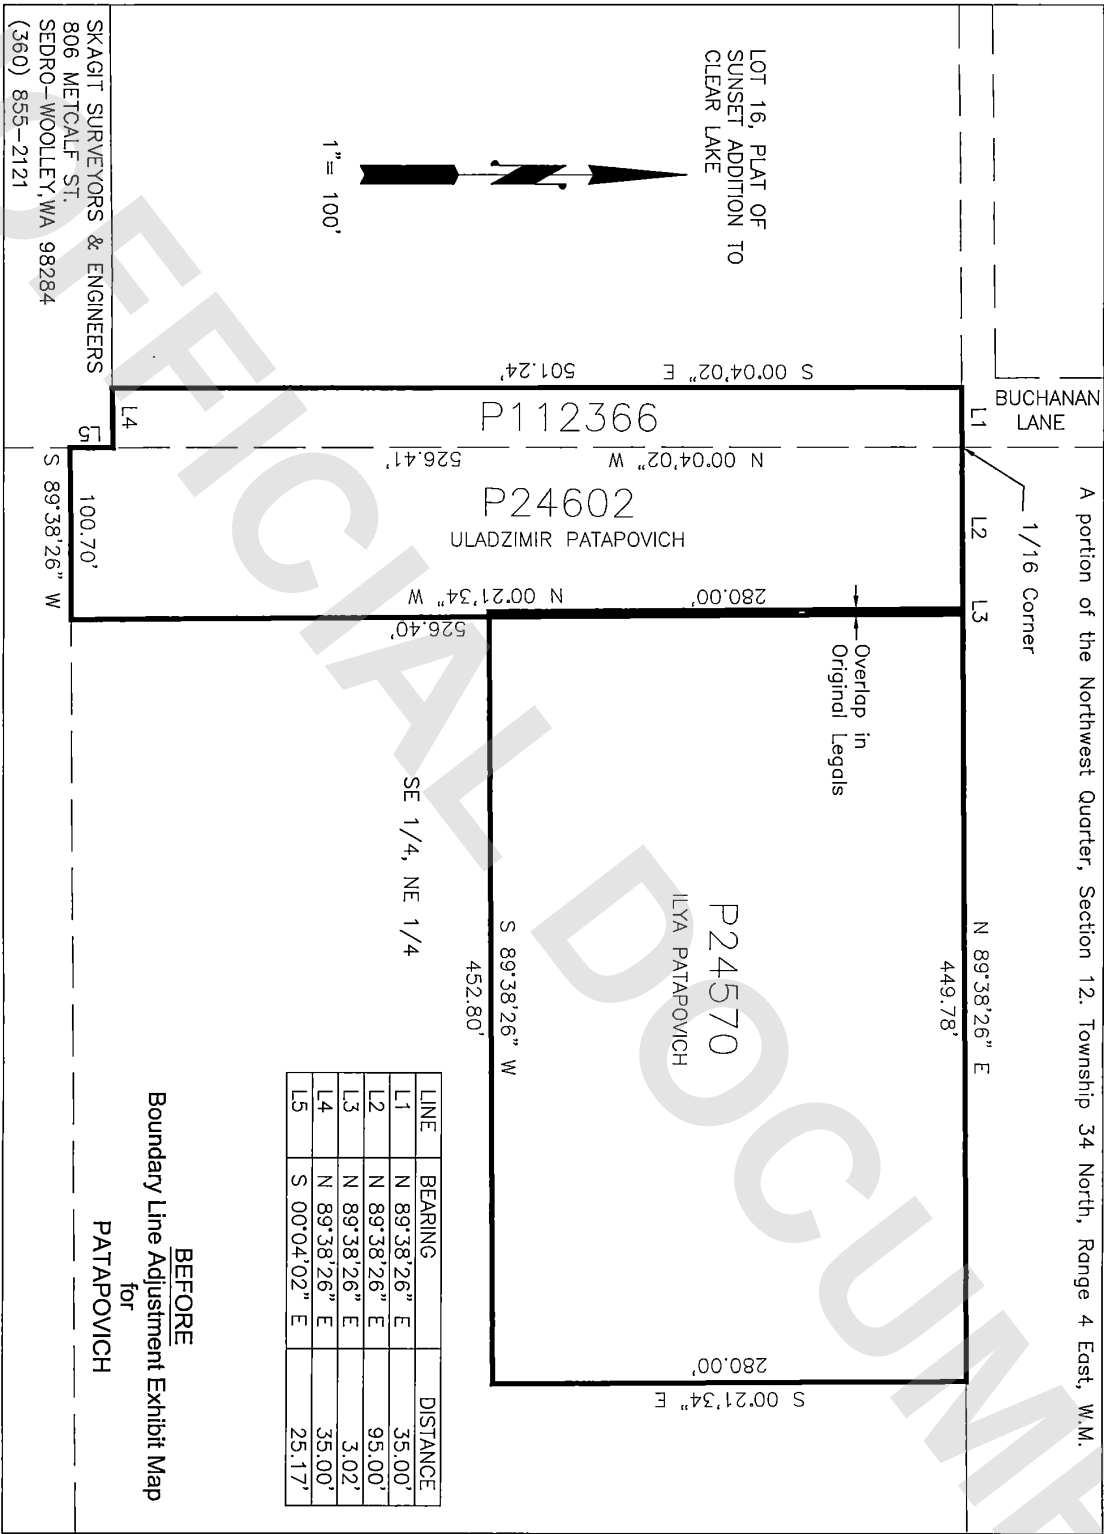 A portion of the Northwest Quarter, Section 12. Township 34 North, Range 4 East, W.M.
BUCHANAN
LANE
1/16 Corner
L1
L2
L3
N 89°38'26" E
449.78'
LOT 16, PLAT OF
SUNSET ADDITION TO
CLEAR LAKE
1"= 100'
S 00°04'02" E
501.24'
P112366
N 00°04'02" W
526.41'
P24602
ULADZIMIR PATAPOVICH
280.00'
N 00°21'34" W
526.40'
Overlap in
Original Legals
P24570
ILYA PATAPOVICH
S 00°21'34" E
280.00'
S 89°38'26" W
452.80'
SE 1/4, NE 1/4
L4
L5
100.70'
S 89°38'26" W
LINE BEARING DISTANCE
L1 N 89°38'26" E 35.00'
L2 N 89°38'26" E 95.00'
L3 N 89°38'26" E 3.02'
L4 N 89°38'26" E 35.00'
L5 S 00°04'02" E 25.17'
SKAGIT SURVEYORS & ENGINEERS
806 METCALF ST.
SEDRO-WOOLLEY,WA 98284
(360) 855-2121
BEFORE
Boundary Line Adjustment Exhibit Map
for
PATAPOVICH
OFFICIAL DOCUME